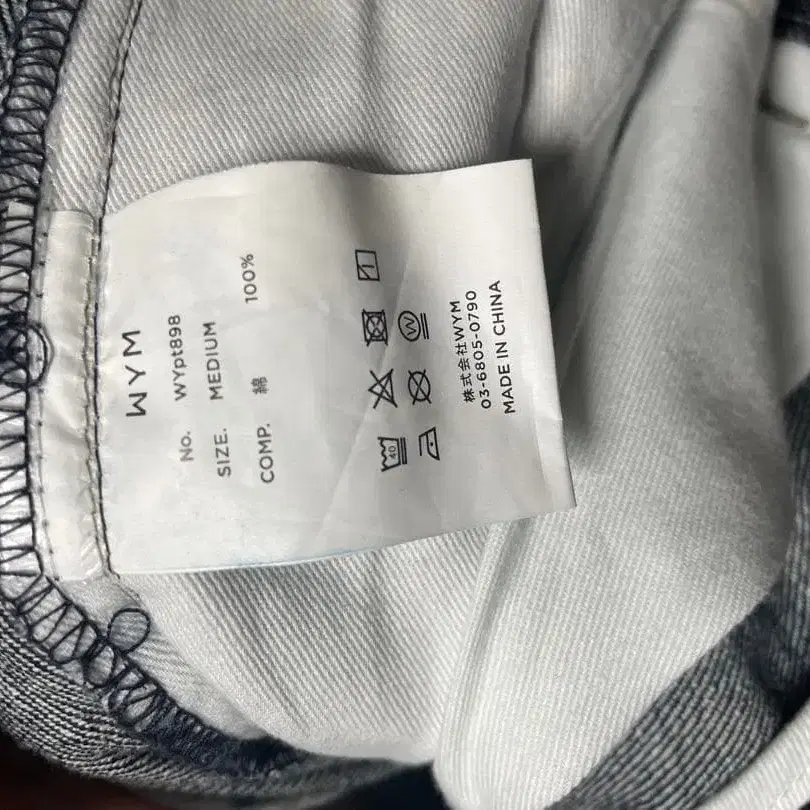 WYM
No. WYpt898
SIZE. MEDIUM
COMP. 綿 100%
40
W
株式会社WYM
03-6805-0790
MADE IN CHINA